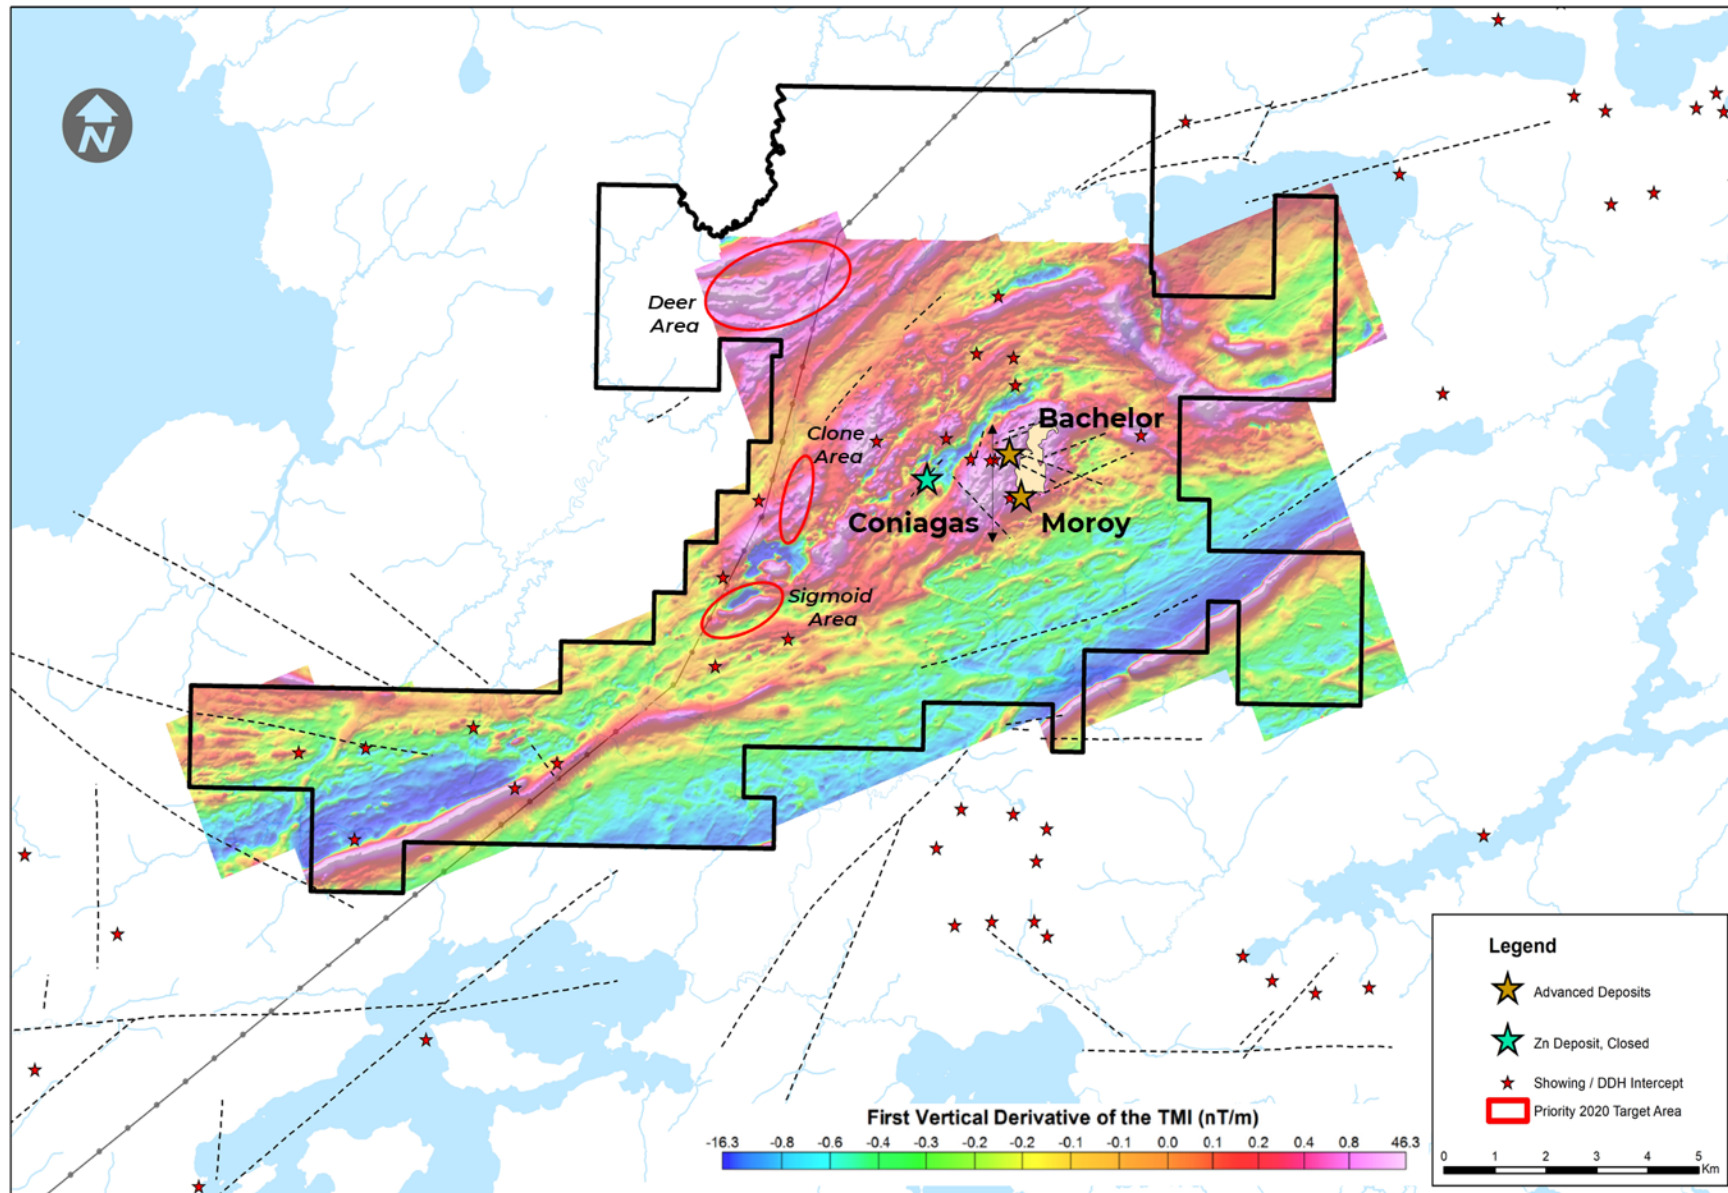 N
Deer
Area
Clone
Area
Bachelor
Coniagas
Moroy
Sigmoid
Area
Legend
Advanced Deposits
Zn Deposit, Closed
Showing / DDH Intercept
Priority 2020 Target Area
First Vertical Derivative of the TMI (nT/m)
-16.3 -0.8 -0.6 -0.4 -0.3 -0.2 -0.2 -0.1 -0.1 0.0 0.1 0.2 0.4 0.8 46.3
0 1 2 3 4 5
Km